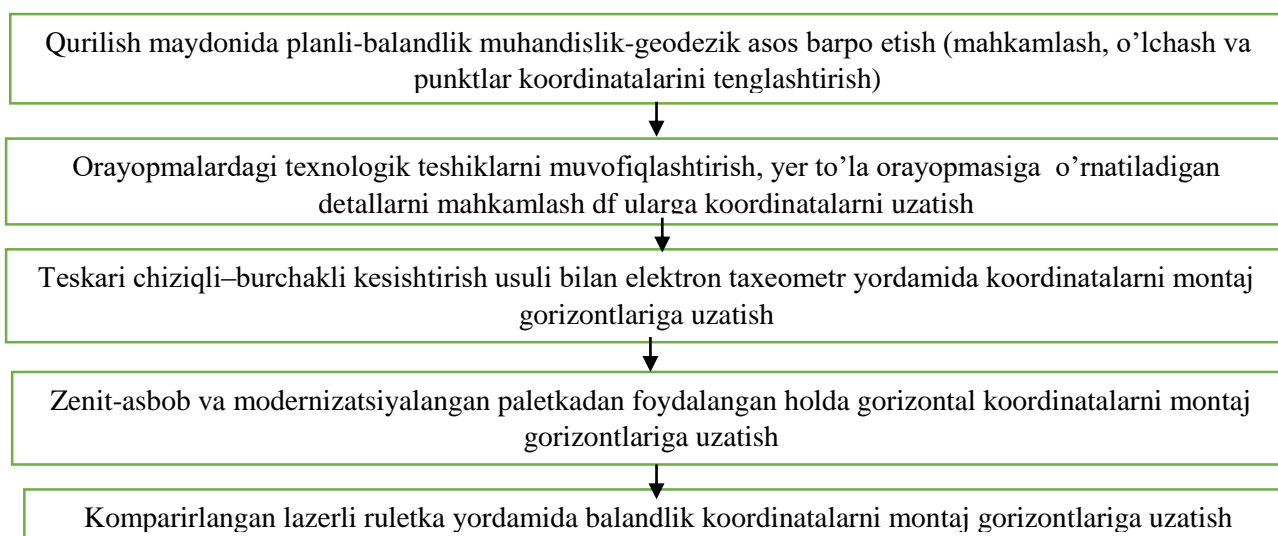 Qurilish maydonida planli-balandlik muhandislik-geodezik asos barpo etish (mahkamlash, o’lchash va
punktlar koordinatalarini tenglashtirish)
Orayopmalardagi texnologik teshiklarni muvofiqlashtirish, yer to’la orayopmasiga o’rnatiladigan
detallarni mahkamlash df ularga koordinatalarni uzatish
Teskari chiziqli–burchakli kesishtirish usuli bilan elektron taxeometr yordamida koordinatalarni montaj
gorizontlariga uzatish
Zenit-asbob va modernizatsiyalangan paletkadan foydalangan holda gorizontal koordinatalarni montaj
gorizontlariga uzatish
Komparirlangan lazerli ruletka yordamida balandlik koordinatalarni montaj gorizontlariga uzatish